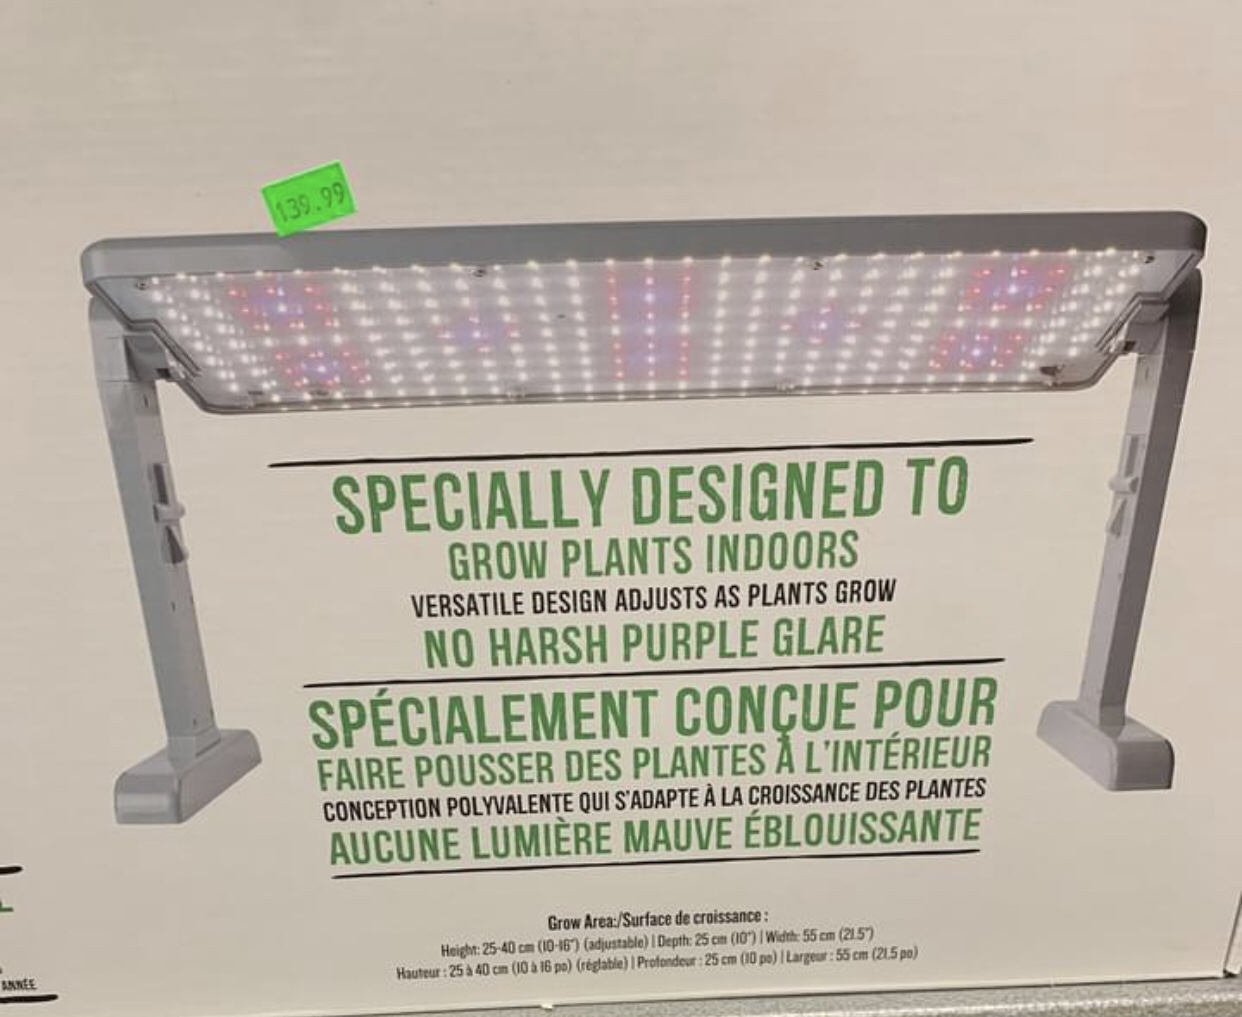 139.99
SPECIALLY DESIGNED TO
GROW PLANTS INDOORS
VERSATILE DESIGN ADJUSTS AS PLANTS GROW
NO HARSH PURPLE GLARE
SPÉCIALEMENT CONÇUE POUR
FAIRE POUSSER DES PLANTES À L'INTÉRIEUR
CONCEPTION POLYVALENTE QUI S'ADAPTE À LA CROISSANCE DES PLANTES
AUCUNE LUMIÈRE MAUVE ÉBLOUISSANTE
Grow Area:/Surface de croissance :
Height: 25-40 cm (10-16") (adjustable) | Depth: 25 cm (10") | Width: 55 cm (21.5")
Hauteur : 25 à 40 cm (10 à 16 po) (réglable) | Profondeur : 25 cm (10 po) | Largeur : 55 cm (21.5 po)
ANNÉE